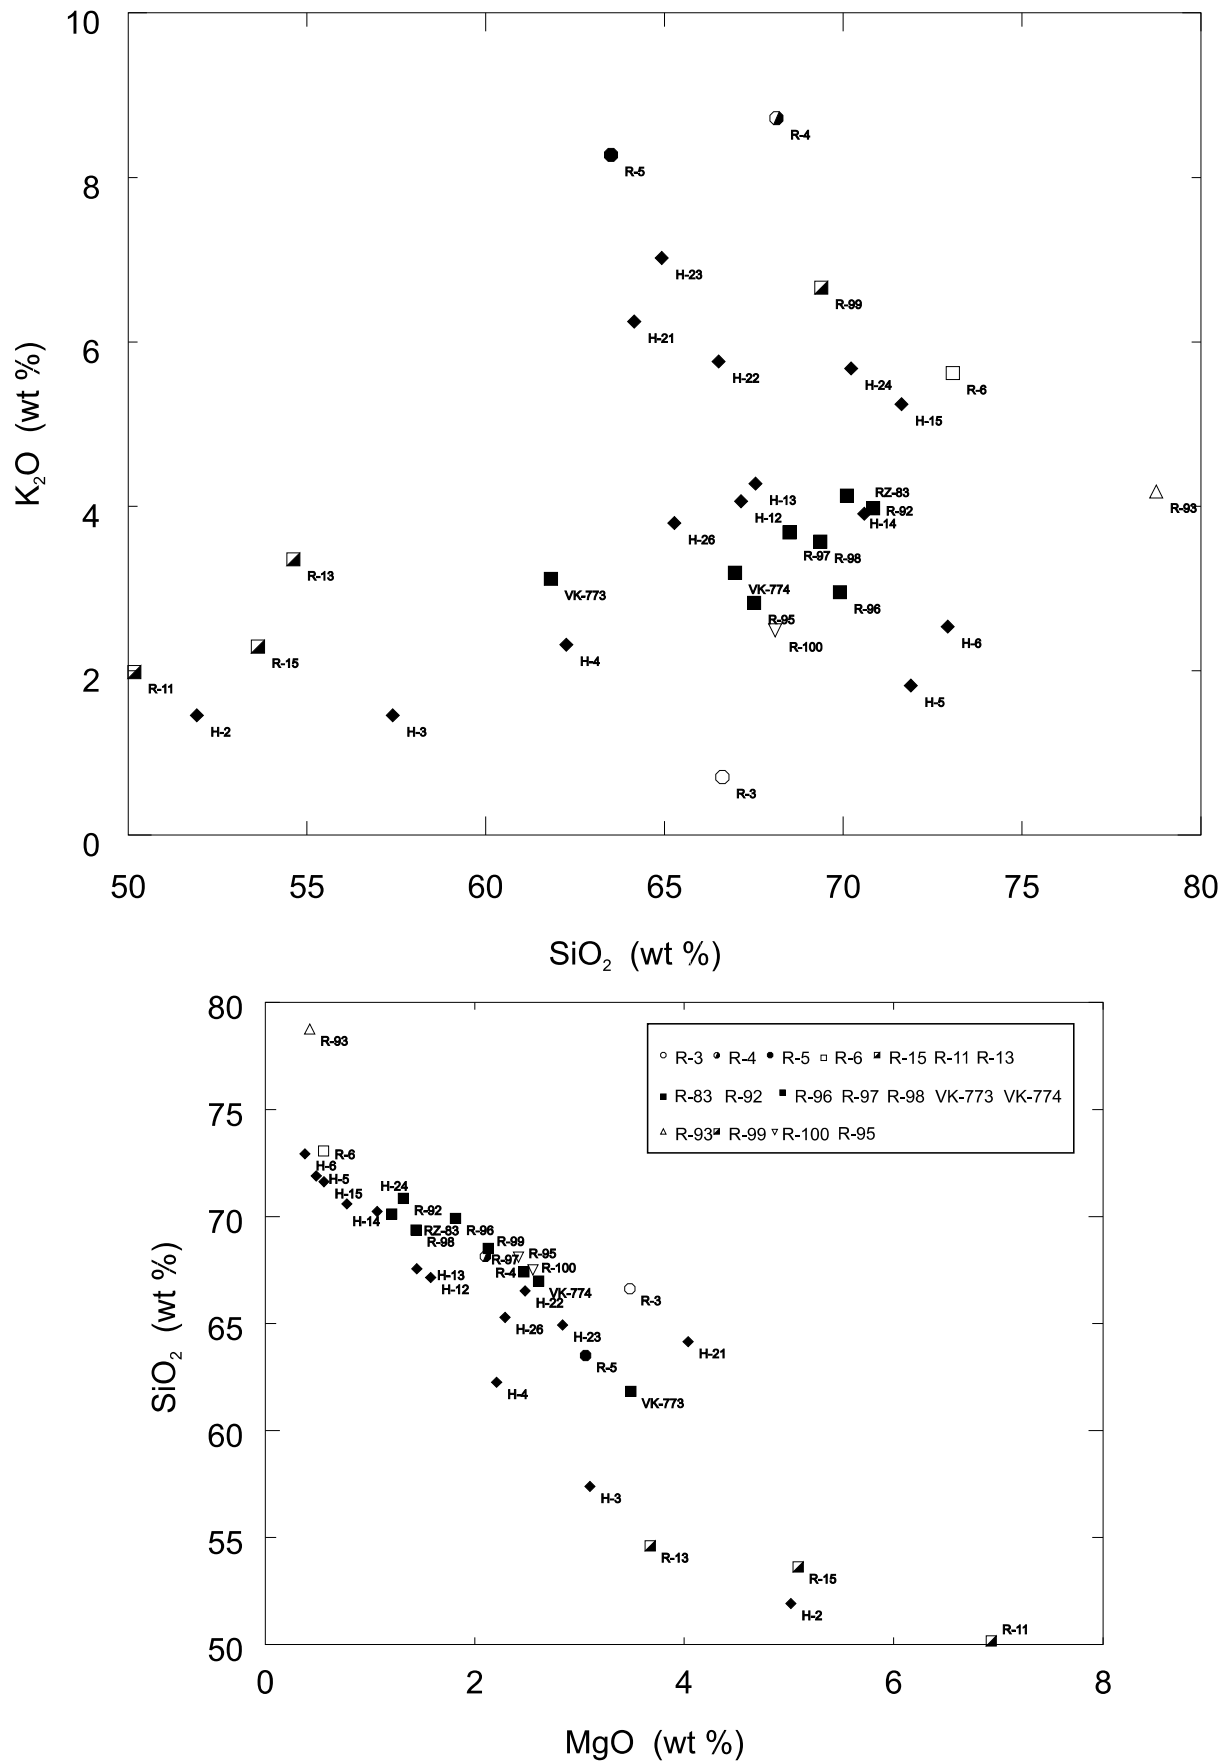 10
R-4
8
R-5
H-23
R-99
H-21
6
H-22
H-24
R-6
H-15
K₂O (wt %)
H-13
RZ-83
H-12
R-92
R-93
4
H-14
H-26
R-97 R-98
R-13
VK-773
VK-774
R-96
R-95
R-100
H-6
R-15
H-4
2
R-11
H-5
H-2
H-3
R-3
0
50 55 60 65 70 75 80
SiO₂ (wt %)
80
R-93
R-3 R-4 R-5 R-6 R-15 R-11 R-13
R-83 R-92 R-96 R-97 R-98 VK-773 VK-774
R-93 R-99 R-100 R-95
75
R-6
H-6
H-5
H-24
H-15
R-92
70
H-14
RZ-83
R-96
R-98
R-99
R-95
R-97
R-100
H-13
R-4
H-12
VK-774
H-22
R-3
SiO₂ (wt %)
65
H-26
H-23
H-21
R-5
H-4
VK-773
60
H-3
55
R-13
R-15
H-2
R-11
50
0 2 4 6 8
MgO (wt %)